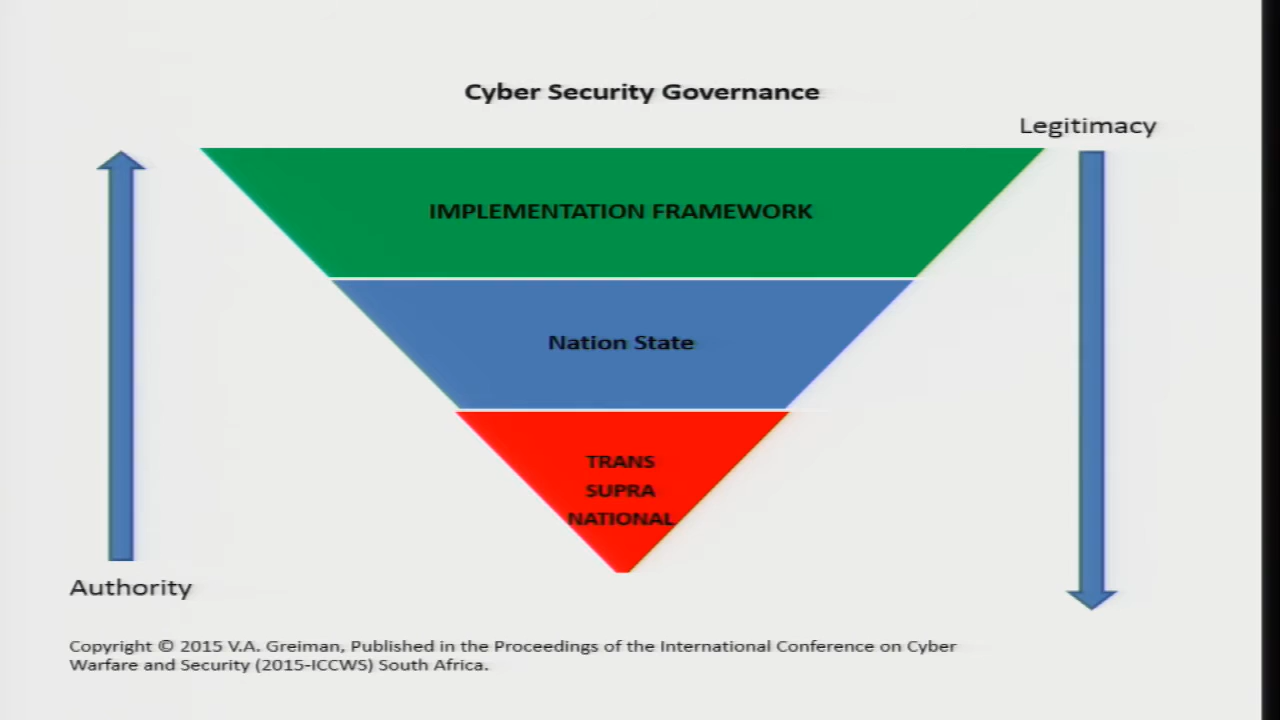 Cyber Security Governance
Legitimacy
IMPLEMENTATION FRAMEWORK
Nation State
TRANS
SUPRA
NATIONAL
Authority
Copyright © 2015 V.A. Greiman, Published in the Proceedings of the International Conference on Cyber
Warfare and Security (2015-ICCWS) South Africa.